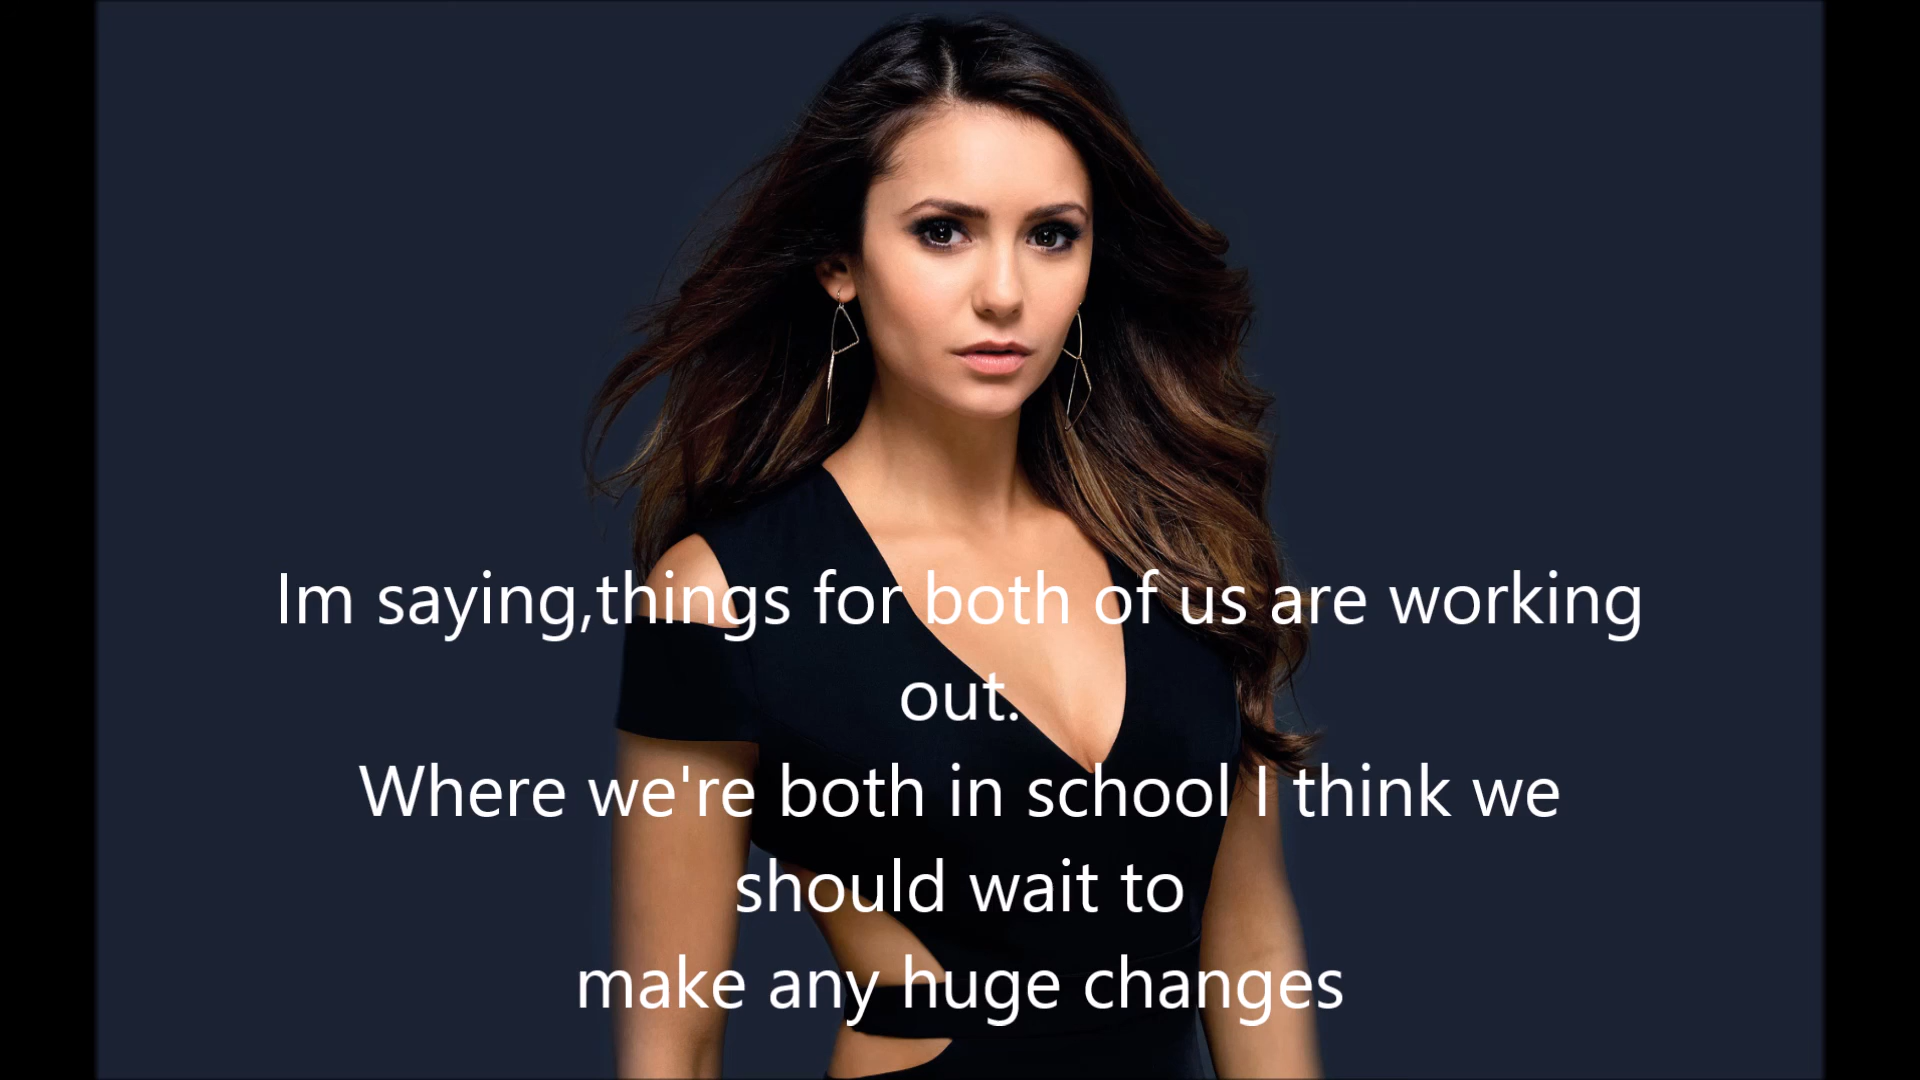 Im saying,things for both of us are working
out.
Where we're both in school I think we
should wait to
make any huge changes